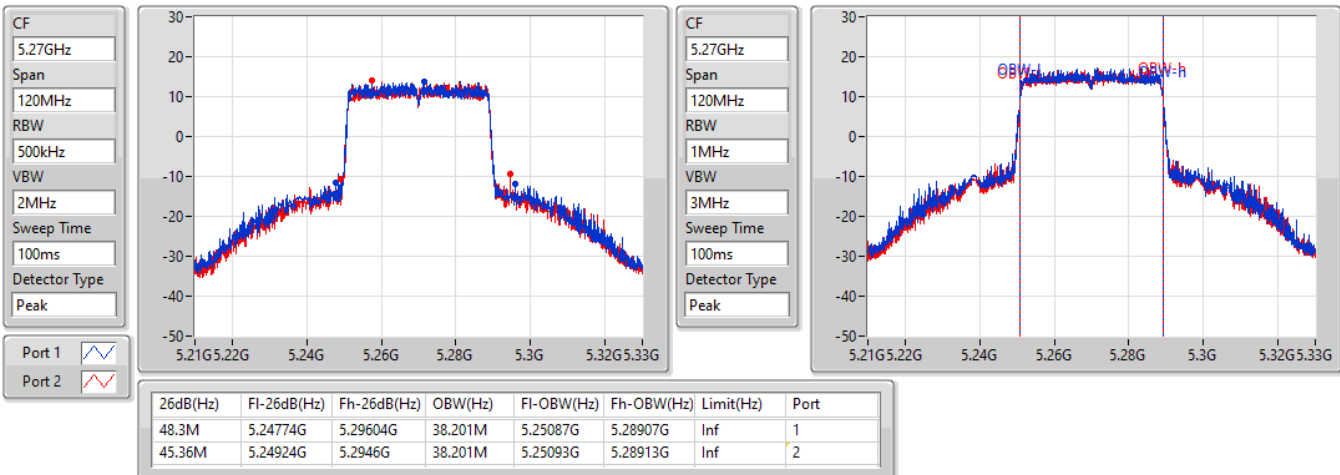 CF
5.27GHz
Span
120MHz
RBW
500kHz
VBW
2MHz
Sweep Time
100ms
Detector Type
Peak
Port 1
Port 2
30
20
10
0
-10
-20
-30
-40
-50
5.21G 5.22G 5.24G 5.26G 5.28G 5.3G 5.32G 5.33G
CF
5.27GHz
Span
120MHz
RBW
1MHz
VBW
3MHz
Sweep Time
100ms
Detector Type
Peak
30
20
10
0
-10
-20
-30
-40
-50
OBW-l OBW-h
OBW-l OBW-h
5.21G 5.22G 5.24G 5.26G 5.28G 5.3G 5.32G 5.33G
26dB(Hz) Fl-26dB(Hz) Fh-26dB(Hz) OBW(Hz) Fl-OBW(Hz) Fh-OBW(Hz) Limit(Hz) Port
48.3M 5.24774G 5.29604G 38.201M 5.25087G 5.28907G Inf 1
45.36M 5.24924G 5.2946G 38.201M 5.25093G 5.28913G Inf 2